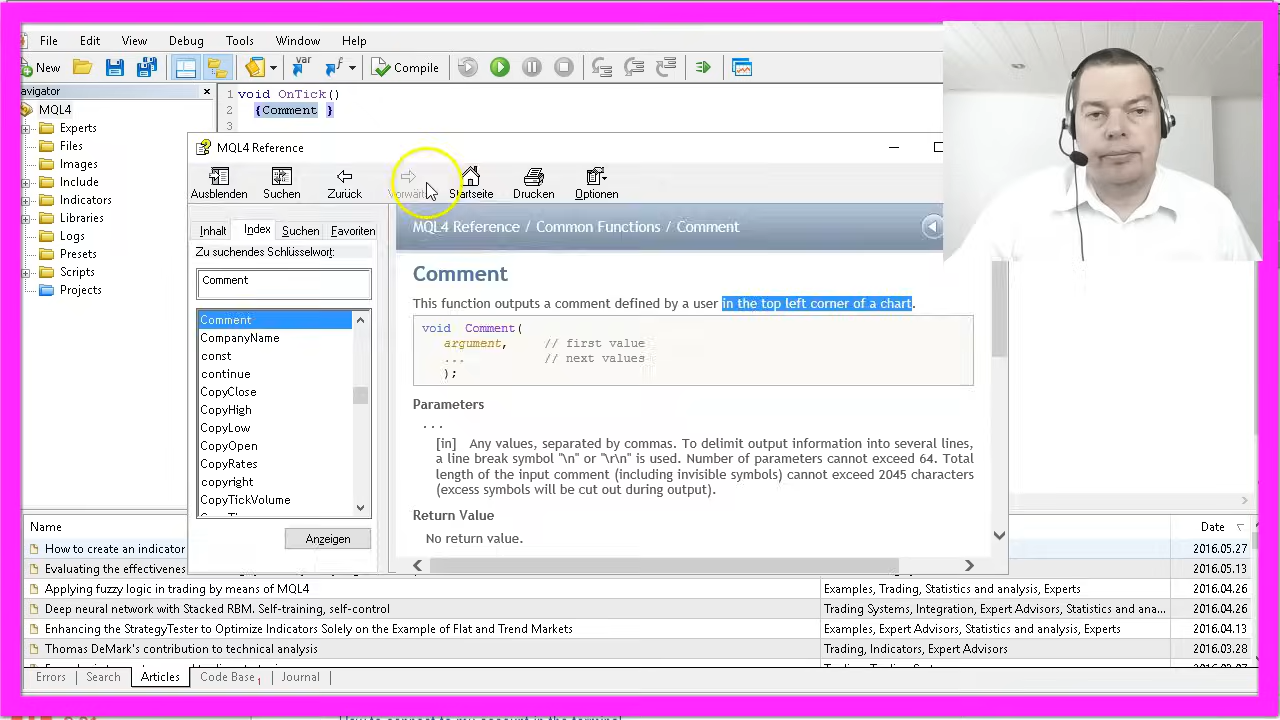 File Edit View Debug Tools Window Help
New var Compile
avigator ×
MQL4
Experts
Files
Images
Include
Indicators
Libraries
Logs
Presets
Scripts
Projects
1 void OnTick()
2 {Comment }
3
MQL4 Reference
Ausblenden Suchen Zurück Vorwärts Startseite Drucken Optionen
Inhalt Index Suchen Favoriten
Zu suchendes Schlüsselwort:
Comment
Comment
CompanyName
const
continue
CopyClose
CopyHigh
CopyLow
CopyOpen
CopyRates
copyright
CopyTickVolume
Anzeigen
MQL4 Reference / Common Functions / Comment
Comment
This function outputs a comment defined by a user in the top left corner of a chart.
void Comment(
argument, // first value
... // next values
);
Parameters
...
[in] Any values, separated by commas. To delimit output information into several lines,
a line break symbol "\n" or "\r\n" is used. Number of parameters cannot exceed 64. Total
length of the input comment (including invisible symbols) cannot exceed 2045 characters
(excess symbols will be cut out during output).
Return Value
No return value.
Name Date
How to create an indicator 2016.05.27
Evaluating the effectiveness 2016.05.13
Applying fuzzy logic in trading by means of MQL4 Examples, Trading, Statistics and analysis, Experts 2016.04.26
Deep neural network with Stacked RBM. Self-training, self-control Trading Systems, Integration, Expert Advisors, Statistics and ana... 2016.04.26
Enhancing the StrategyTester to Optimize Indicators Solely on the Example of Flat and Trend Markets Examples, Expert Advisors, Statistics and analysis, Experts 2016.04.13
Thomas DeMark's contribution to technical analysis Trading, Indicators, Expert Advisors 2016.03.28
Errors Search Articles Code Base 1 Journal